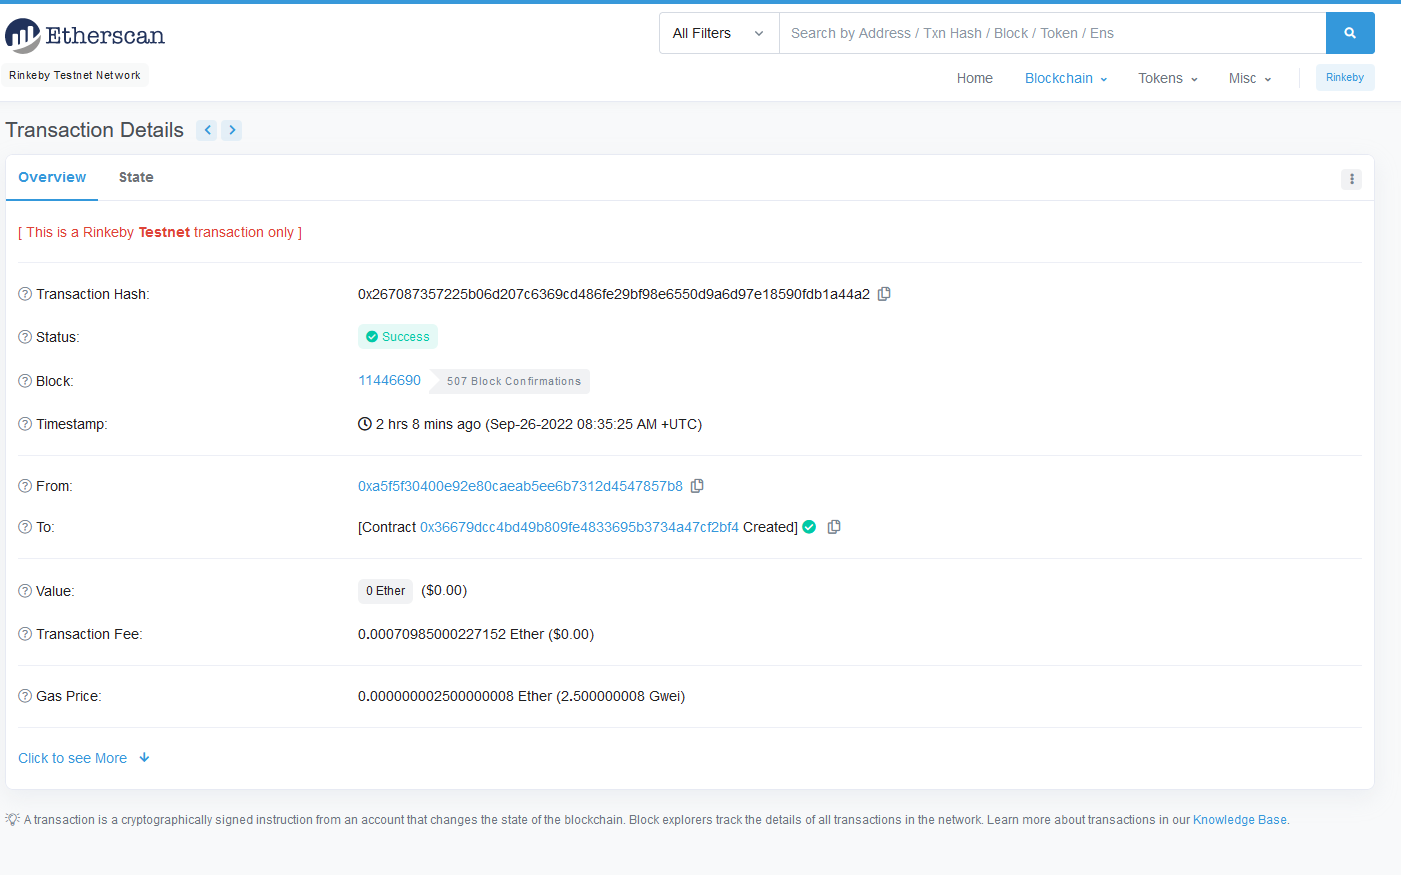 Etherscan
All Filters
Search by Address / Txn Hash / Block / Token / Ens
Rinkeby Testnet Network
Home Blockchain Tokens Misc Rinkeby
Transaction Details
Overview State
[ This is a Rinkeby Testnet transaction only ]
Transaction Hash: 0x267087357225b06d207c6369cd486fe29bf98e6550d9a6d97e18590fdb1a44a2
Status: Success
Block: 11446690 507 Block Confirmations
Timestamp: 2 hrs 8 mins ago (Sep-26-2022 08:35:25 AM +UTC)
From: 0xa5f5f30400e92e80caeab5ee6b7312d4547857b8
To: [Contract 0x36679dcc4bd49b809fe4833695b3734a47cf2bf4 Created]
Value: 0 Ether ($0.00)
Transaction Fee: 0.00070985000227152 Ether ($0.00)
Gas Price: 0.000000002500000008 Ether (2.500000008 Gwei)
Click to see More
A transaction is a cryptographically signed instruction from an account that changes the state of the blockchain. Block explorers track the details of all transactions in the network. Learn more about transactions in our Knowledge Base.